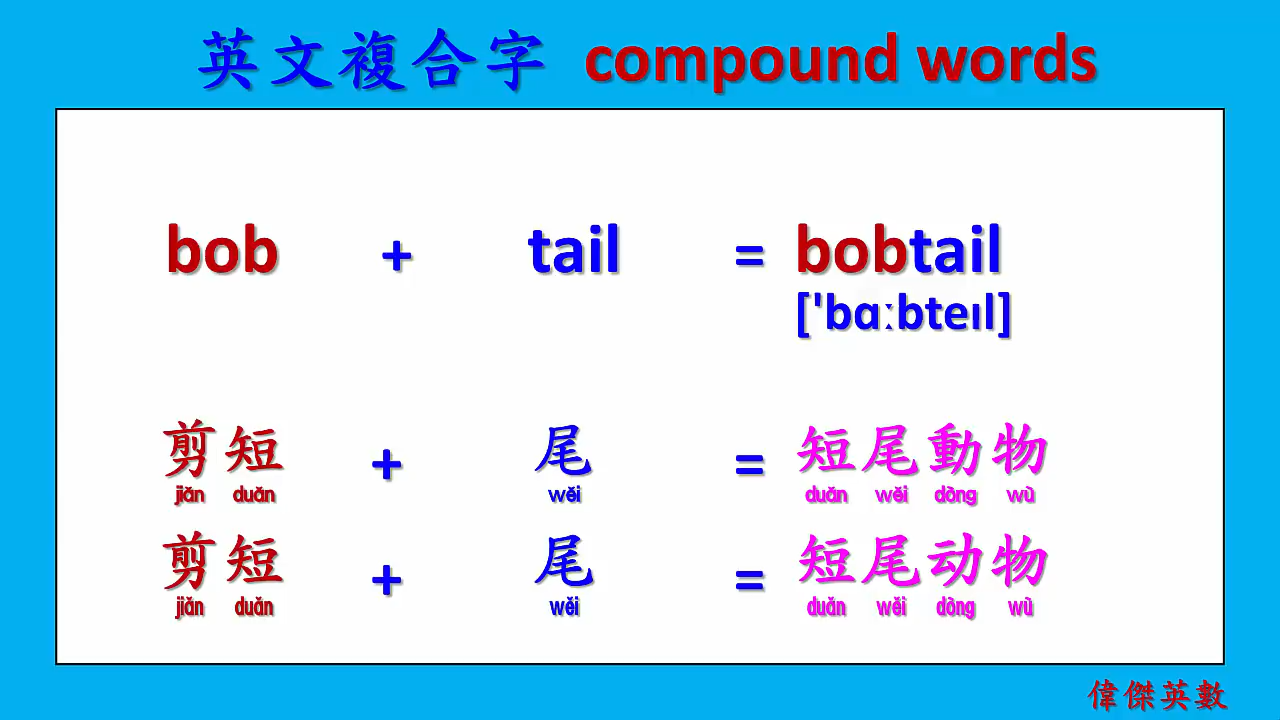 英文複合字 compound words
bob + tail = bobtail
['bɑːbteɪl]
剪短 + 尾 = 短尾動物
jiǎn duǎn wěi duǎn wěi dòng wù
剪短 + 尾 = 短尾动物
jiǎn duǎn wěi duǎn wěi dòng wù
偉傑英數